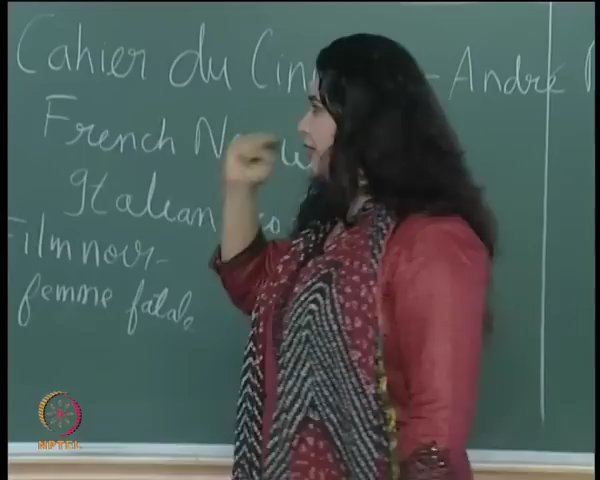 Cahier du Cin - André
French N
Italian
Film noir -
femme fatale
NPTEL